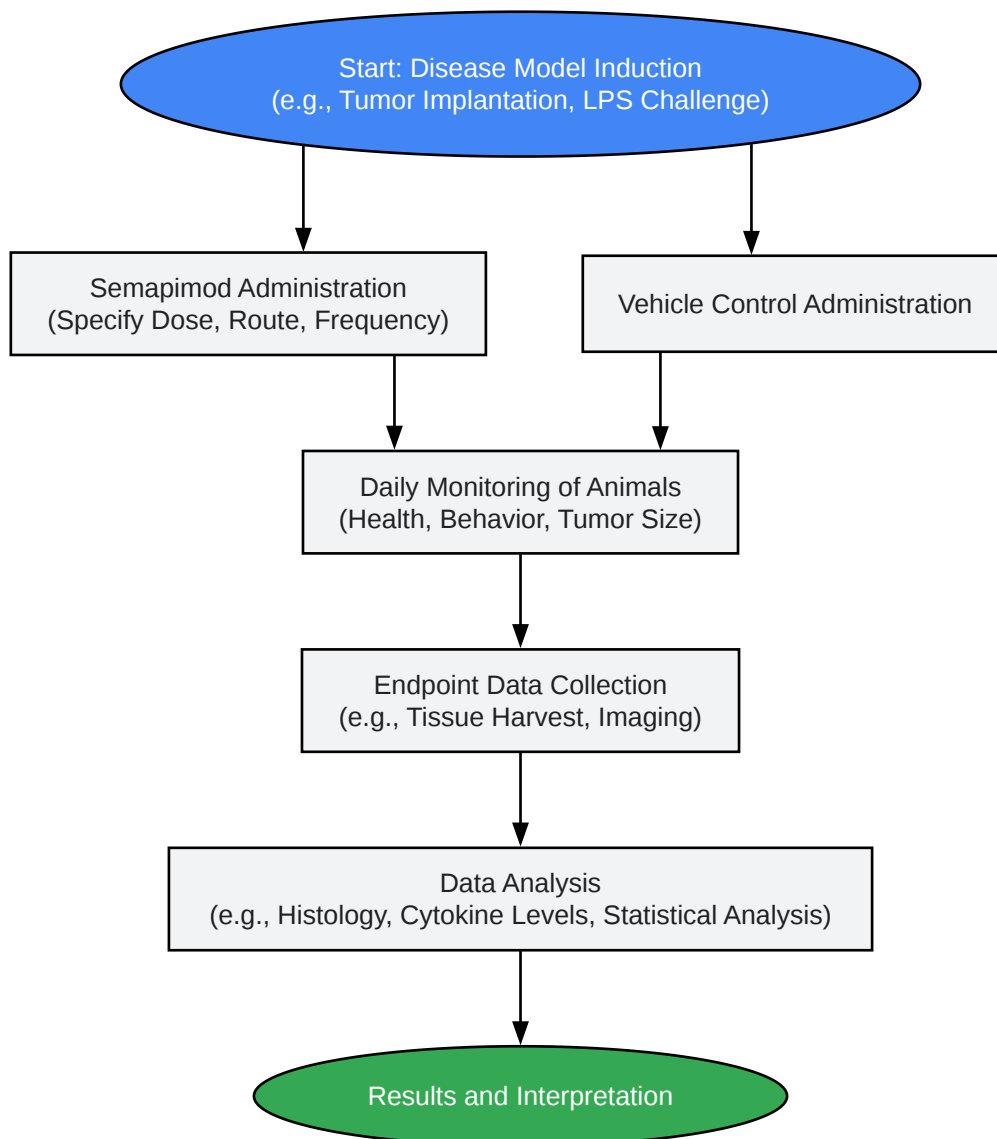 Start: Disease Model Induction
(e.g., Tumor Implantation, LPS Challenge)
Semapimod Administration
(Specify Dose, Route, Frequency)
Vehicle Control Administration
Daily Monitoring of Animals
(Health, Behavior, Tumor Size)
Endpoint Data Collection
(e.g., Tissue Harvest, Imaging)
Data Analysis
(e.g., Histology, Cytokine Levels, Statistical Analysis)
Results and Interpretation